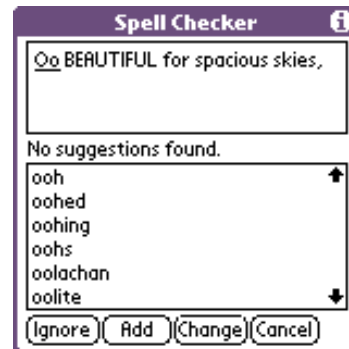 Spell Checker
Oo BEAUTIFUL for spacious skies,
No suggestions found.
ooh
oohed
oohing
oohs
oolachan
oolite
Ignore Add Change Cancel